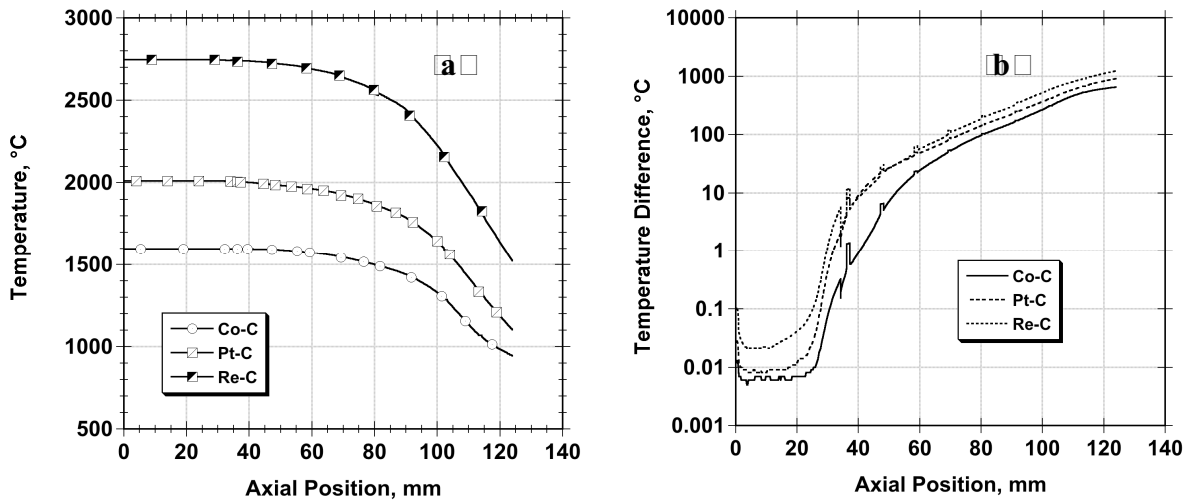 3000
2500
2000
1500
1000
500
0
20
40
60
80
100
120
140
Temperature, °C
Axial Position, mm
a
Co-C
Pt-C
Re-C
10000
1000
100
10
1
0.1
0.01
0.001
0
20
40
60
80
100
120
140
Temperature Difference, °C
Axial Position, mm
b
Co-C
Pt-C
Re-C